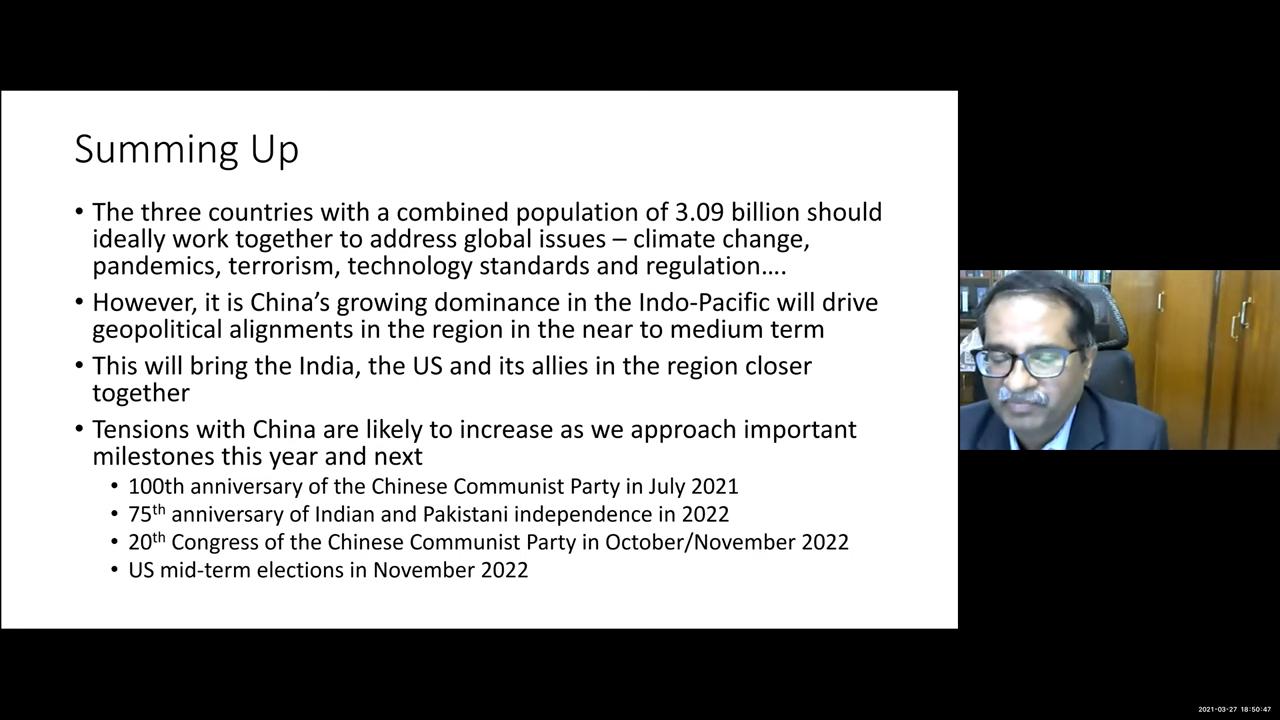 Summing Up
• The three countries with a combined population of 3.09 billion should
ideally work together to address global issues – climate change,
pandemics, terrorism, technology standards and regulation….
• However, it is China’s growing dominance in the Indo-Pacific will drive
geopolitical alignments in the region in the near to medium term
• This will bring the India, the US and its allies in the region closer
together
• Tensions with China are likely to increase as we approach important
milestones this year and next
• 100th anniversary of the Chinese Communist Party in July 2021
• 75th anniversary of Indian and Pakistani independence in 2022
• 20th Congress of the Chinese Communist Party in October/November 2022
• US mid-term elections in November 2022
2021-03-27 18:50:47